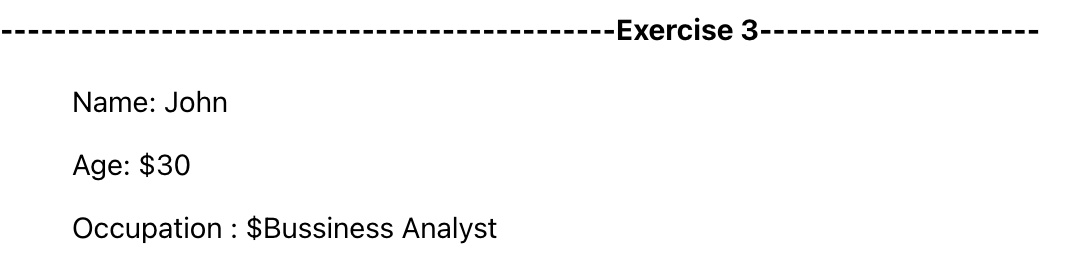 ----------------------------------------------Exercise 3---------------------
Name: John
Age: $30
Occupation : $Bussiness Analyst